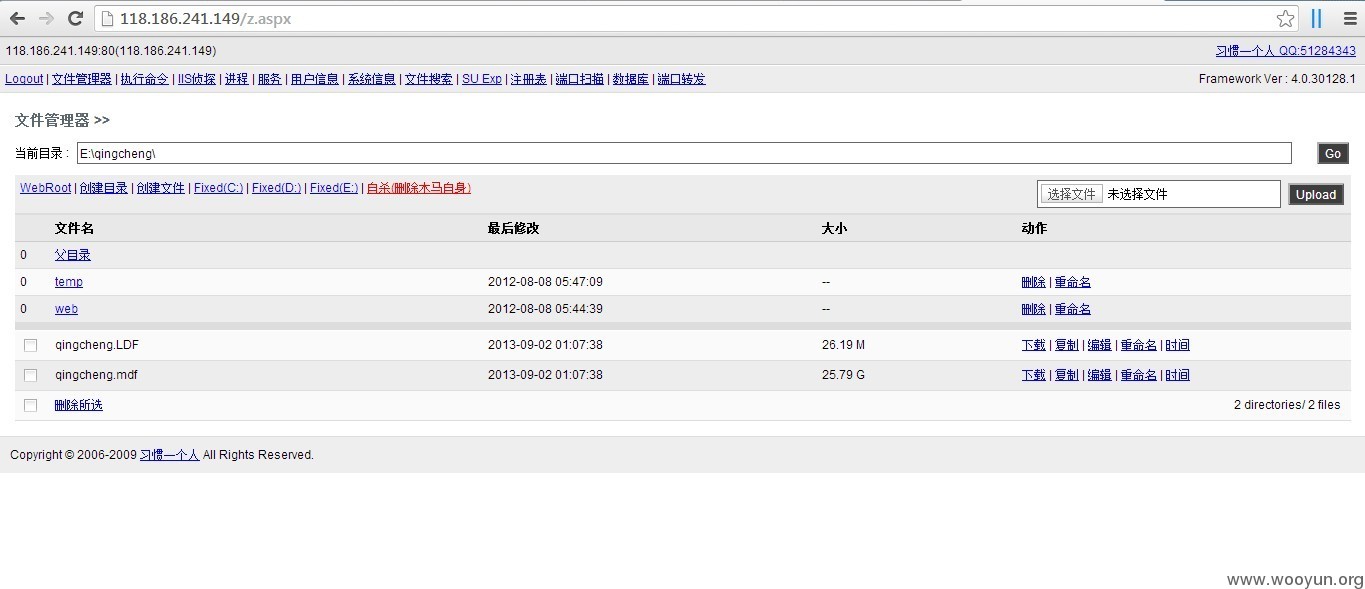 118.186.241.149/z.aspx
118.186.241.149:80(118.186.241.149) 习惯一个人 QQ:51284343
Logout | 文件管理器 | 执行命令 | IIS侦探 | 进程 | 服务 | 用户信息 | 系统信息 | 文件搜索 | SU Exp | 注册表 | 端口扫描 | 数据库 | 端口转发 Framework Ver : 4.0.30128.1
文件管理器 >>
当前目录 : E:\qingcheng\ Go
WebRoot | 创建目录 | 创建文件 | Fixed(C:) | Fixed(D:) | Fixed(E:) | 自杀(删除木马自身) 选择文件 未选择文件 Upload
文件名 最后修改 大小 动作
0 父目录
0 temp 2012-08-08 05:47:09 -- 删除 | 重命名
0 web 2012-08-08 05:44:39 -- 删除 | 重命名
qingcheng.LDF 2013-09-02 01:07:38 26.19 M 下载 | 复制 | 编辑 | 重命名 | 时间
qingcheng.mdf 2013-09-02 01:07:38 25.79 G 下载 | 复制 | 编辑 | 重命名 | 时间
删除所选 2 directories/ 2 files
Copyright © 2006-2009 习惯一个人 All Rights Reserved.
www.wooyun.org